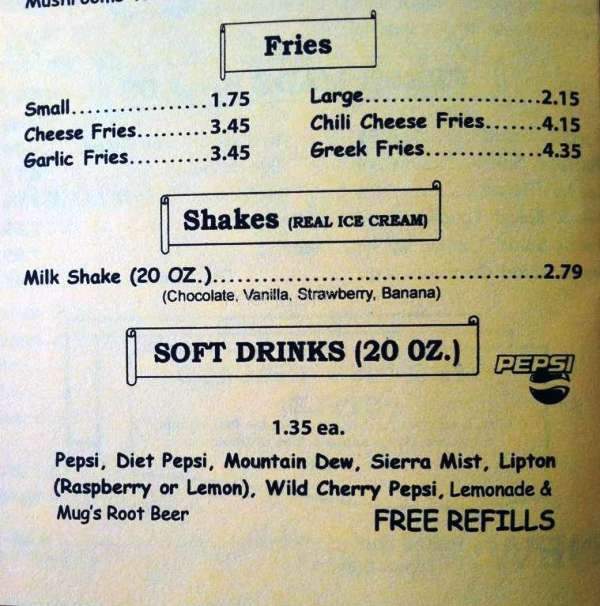 Fries
Small.................1.75
Large......................2.15
Cheese Fries.........3.45
Chili Cheese Fries.......4.15
Garlic Fries..........3.45
Greek Fries..............4.35
Shakes (REAL ICE CREAM)
Milk Shake (20 OZ.)..........................................2.79
(Chocolate, Vanilla, Strawberry, Banana)
SOFT DRINKS (20 OZ.)
PEPSI
1.35 ea.
Pepsi, Diet Pepsi, Mountain Dew, Sierra Mist, Lipton
(Raspberry or Lemon), Wild Cherry Pepsi, Lemonade &
Mug's Root Beer
FREE REFILLS